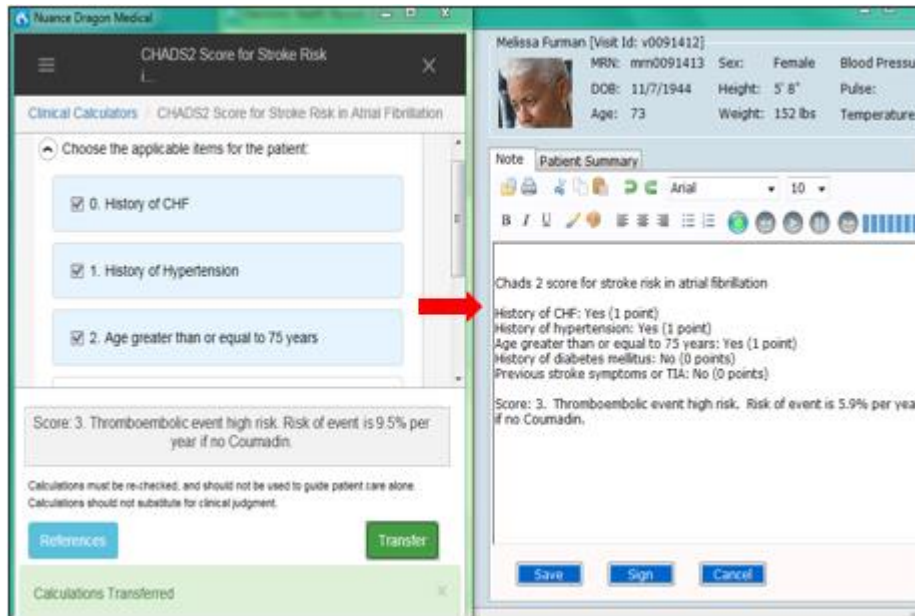 Nuance Dragon Medical
CHADS2 Score for Stroke Risk
i...
Clinical Calculators / CHADS2 Score for Stroke Risk in Atrial Fibrillation
Choose the applicable items for the patient:
0. History of CHF
1. History of Hypertension
2. Age greater than or equal to 75 years
Score: 3. Thromboembolic event high risk. Risk of event is 9.5% per
year if no Coumadin.
Calculations must be re-checked, and should not be used to guide patient care alone.
Calculations should not substitute for clinical judgment.
References
Transfer
Calculations Transferred
Melissa Furman [Visit Id: v0091412]
MRN: mrn0091413 Sex: Female Blood Pressu
DOB: 11/7/1944 Height: 5' 8" Pulse:
Age: 73 Weight: 152 lbs Temperature
Note Patient Summary
Arial 10
B I U
Chads 2 score for stroke risk in atrial fibrillation
History of CHF: Yes (1 point)
History of hypertension: Yes (1 point)
Age greater than or equal to 75 years: Yes (1 point)
History of diabetes mellitus: No (0 points)
Previous stroke symptoms or TIA: No (0 points)
Score: 3. Thromboembolic event high risk. Risk of event is 5.9% per yea
if no Coumadin.
Save Sign Cancel